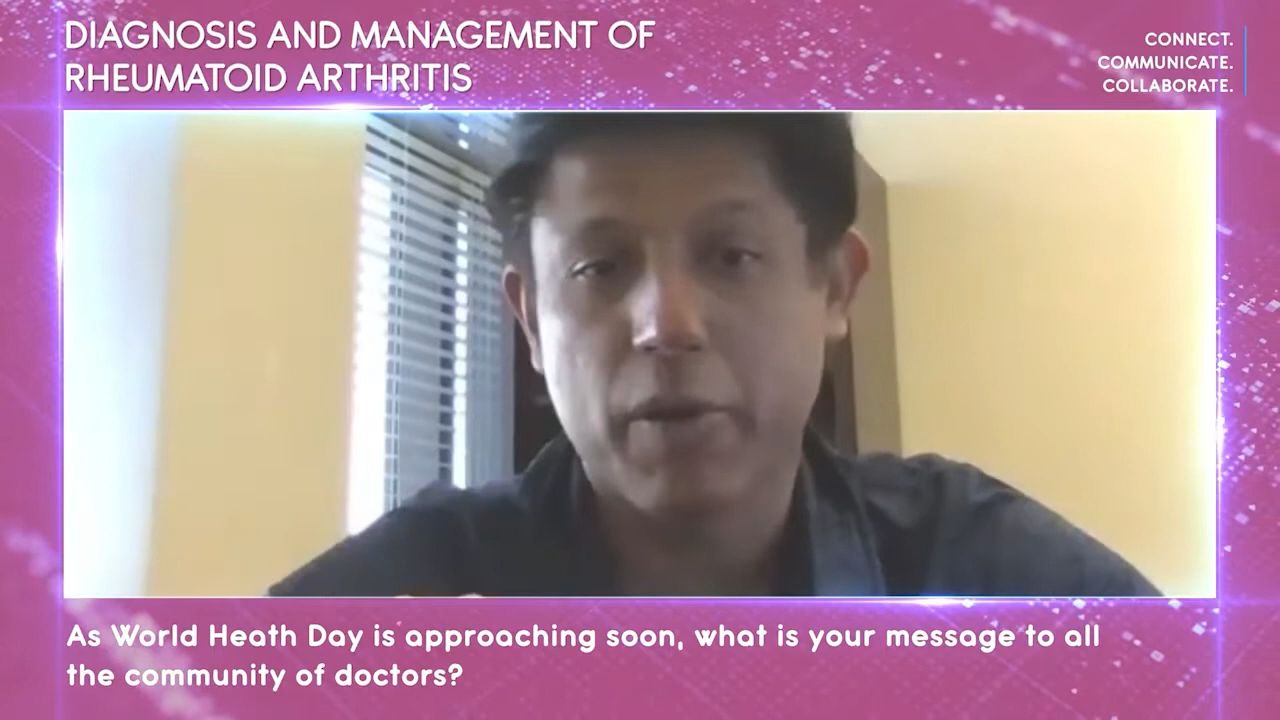 DIAGNOSIS AND MANAGEMENT OF
RHEUMATOID ARTHRITIS
CONNECT.
COMMUNICATE.
COLLABORATE.
As World Heath Day is approaching soon, what is your message to all
the community of doctors?